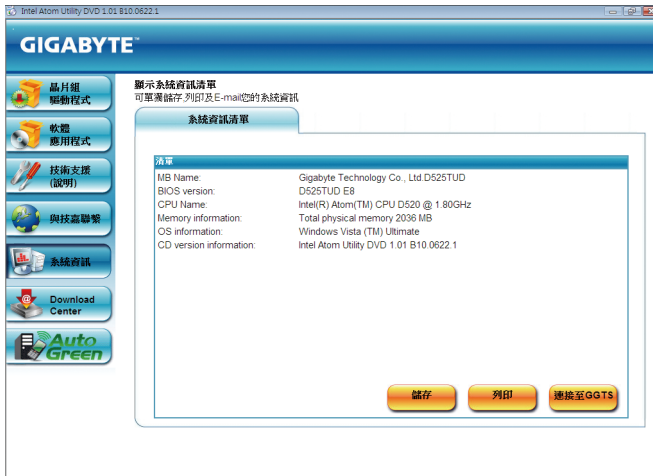 Intel Atom Utility DVD 1.01 B10.0622.1
GIGABYTE™
晶片組
驅動程式
軟體
應用程式
技術支援
(說明)
與技嘉聯繫
系統資訊
Download
Center
Auto
Green
顯示系統資訊清單
可單獨儲存,列印及E-mail您的系統資訊
系統資訊清單
清單
MB Name: Gigabyte Technology Co., Ltd.D525TUD
BIOS version: D525TUD E8
CPU Name: Intel(R) Atom(TM) CPU D520 @ 1.80GHz
Memory information: Total physical memory 2036 MB
OS information: Windows Vista (TM) Ultimate
CD version information: Intel Atom Utility DVD 1.01 B10.0622.1
儲存 列印 連接至GGTS